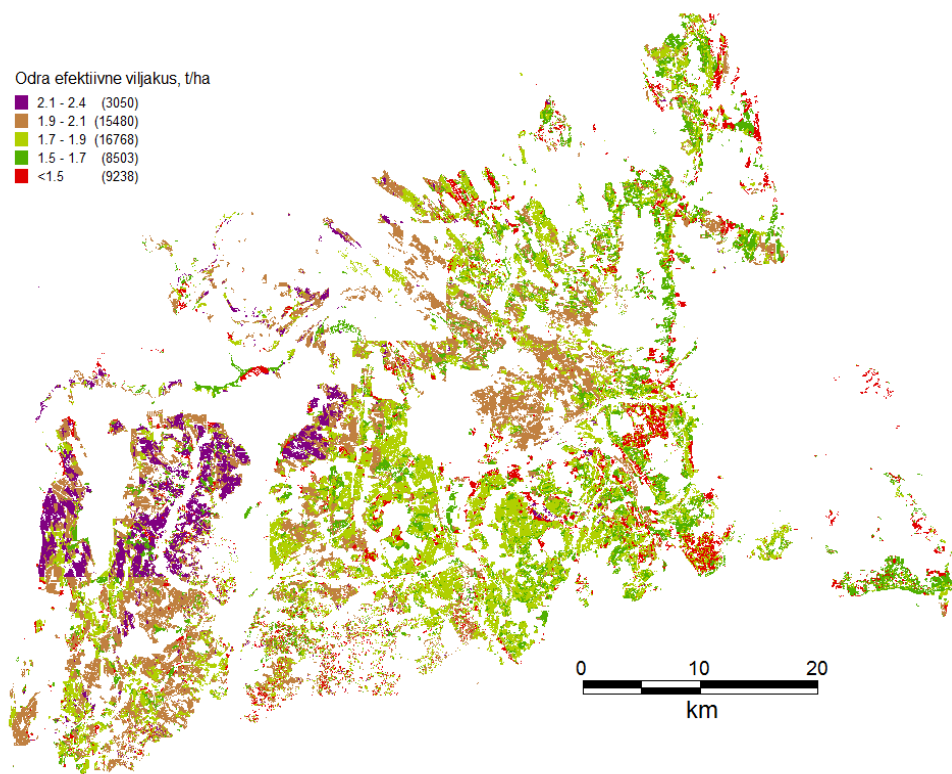 Odra efektiivne viljakus, t/ha
2.1 - 2.4 (3050)
1.9 - 2.1 (15480)
1.7 - 1.9 (16768)
1.5 - 1.7 (8503)
<1.5 (9238)
0 10 20
km